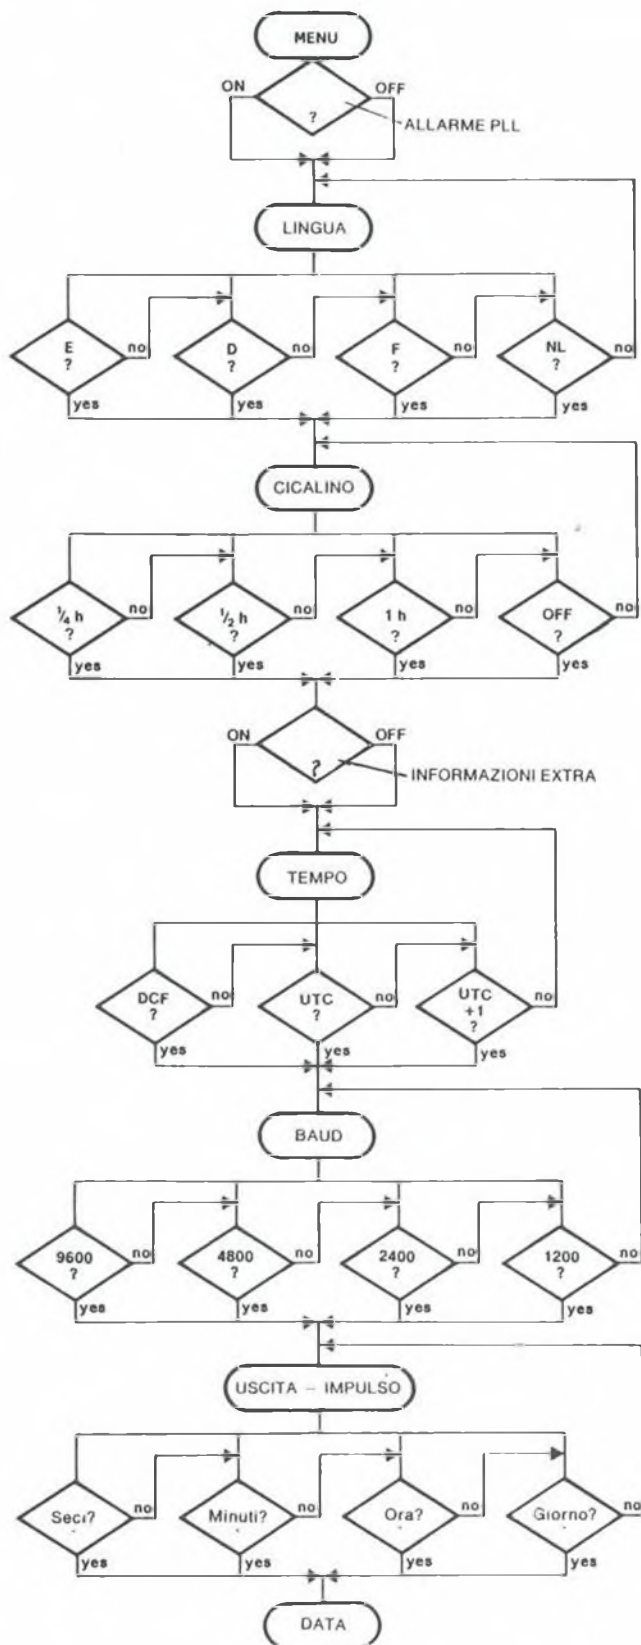 MENU
ON
OFF
?
ALLARME PLL
LINGUA
E
?
no
D
?
no
F
?
no
NL
?
no
yes
yes
yes
yes
CICALINO
¼ h
?
no
½ h
?
no
1 h
?
no
OFF
?
no
yes
yes
yes
yes
ON
OFF
?
INFORMAZIONI EXTRA
TEMPO
DCF
?
no
UTC
?
no
UTC
+1
?
no
yes
yes
yes
BAUD
9600
?
no
4800
?
no
2400
?
no
1200
?
no
yes
yes
yes
yes
USCITA – IMPULSO
no
Minuti?
no
Ora?
no
Giorno?
no
yes
yes
yes
yes
DATA